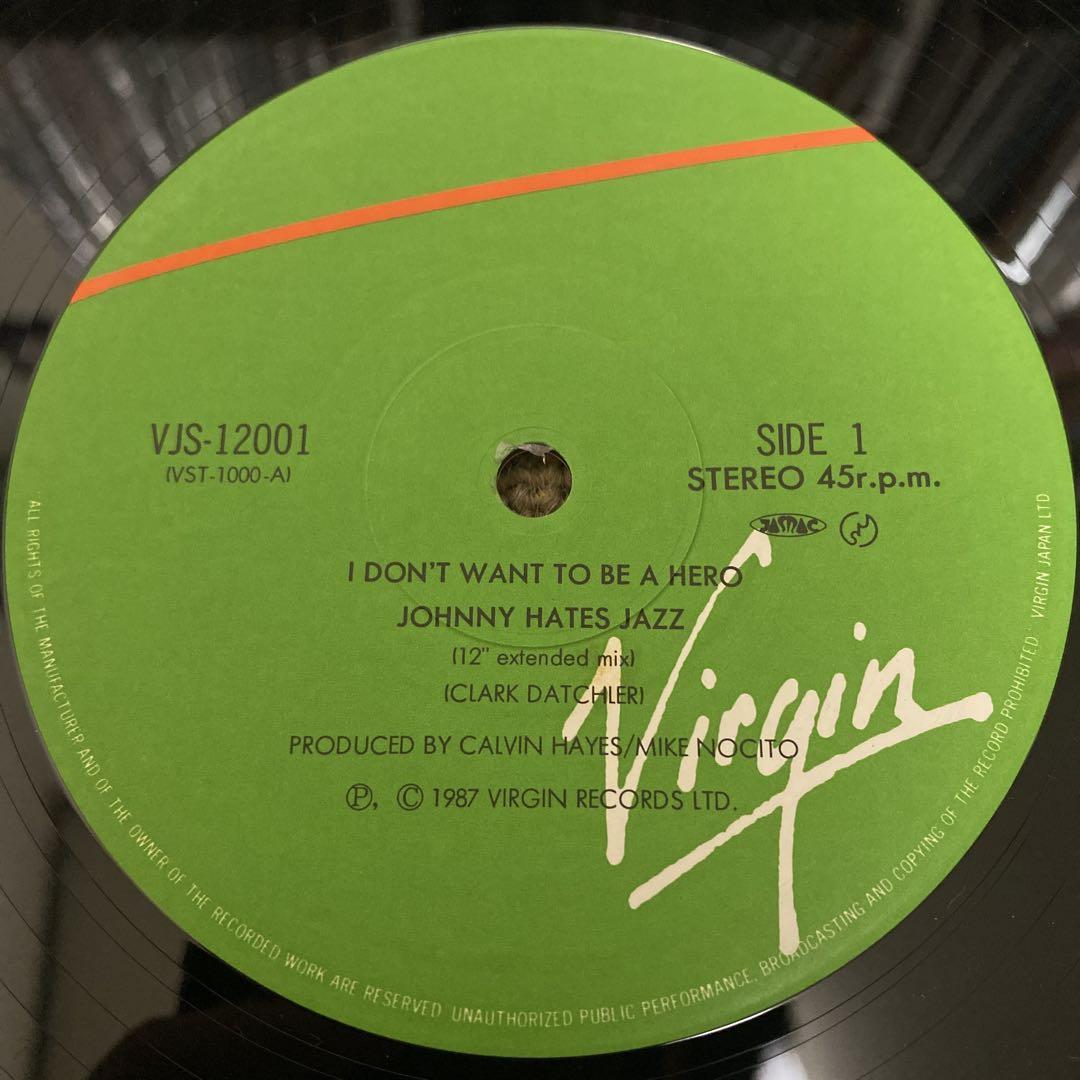 VJS-12001
(VST-1000-A)
SIDE 1
STEREO 45r.p.m.
JASRAC
I DON'T WANT TO BE A HERO
JOHNNY HATES JAZZ
(12" extended mix)
(CLARK DATCHLER)
PRODUCED BY CALVIN HAYES/MIKE NOCITO
Ⓟ, © 1987 VIRGIN RECORDS LTD.
Virgin
ALL RIGHTS OF THE MANUFACTURER AND OF THE OWNER OF THE RECORDED WORK ARE RESERVED UNAUTHORIZED PUBLIC PERFORMANCE, BROADCASTING AND COPYING OF THE RECORD PROHIBITED VIRGIN JAPAN LTD.